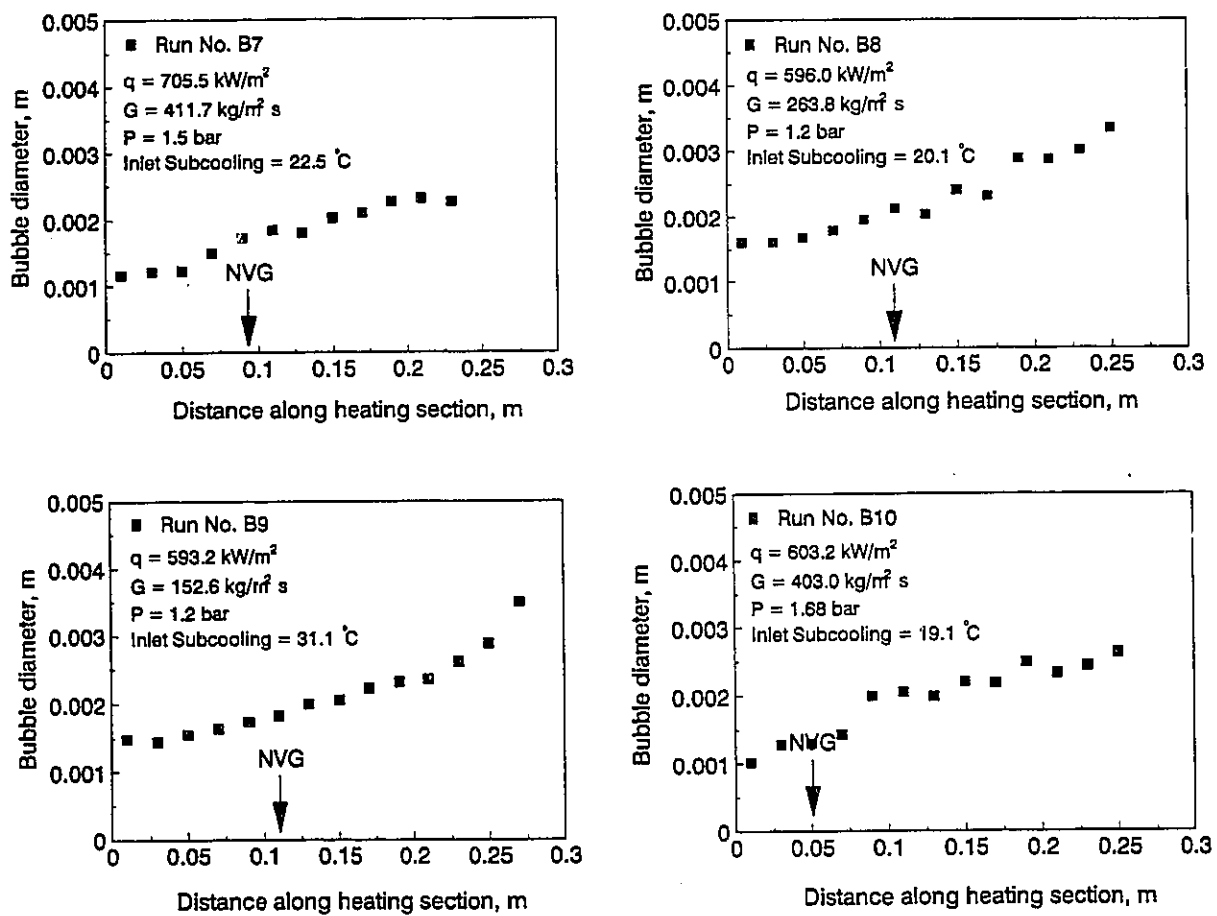 0.005
0.004
0.003
0.002
0.001
0
Bubble diameter, m
Run No. B7
q = 705.5 kW/m²
G = 411.7 kg/m² s
P = 1.5 bar
Inlet Subcooling = 22.5 °C
NVG
0 0.05 0.1 0.15 0.2 0.25 0.3
Distance along heating section, m
0.005
0.004
0.003
0.002
0.001
0
Bubble diameter, m
Run No. B8
q = 596.0 kW/m²
G = 263.8 kg/m² s
P = 1.2 bar
Inlet Subcooling = 20.1 °C
NVG
0 0.05 0.1 0.15 0.2 0.25 0.3
Distance along heating section, m
0.005
0.004
0.003
0.002
0.001
0
Bubble diameter, m
Run No. B9
q = 593.2 kW/m²
G = 152.6 kg/m² s
P = 1.2 bar
Inlet Subcooling = 31.1 °C
NVG
0 0.05 0.1 0.15 0.2 0.25 0.3
Distance along heating section, m
0.005
0.004
0.003
0.002
0.001
0
Bubble diameter, m
Run No. B10
q = 603.2 kW/m²
G = 403.0 kg/m² s
P = 1.68 bar
Inlet Subcooling = 19.1 °C
NVG
0 0.05 0.1 0.15 0.2 0.25 0.3
Distance along heating section, m